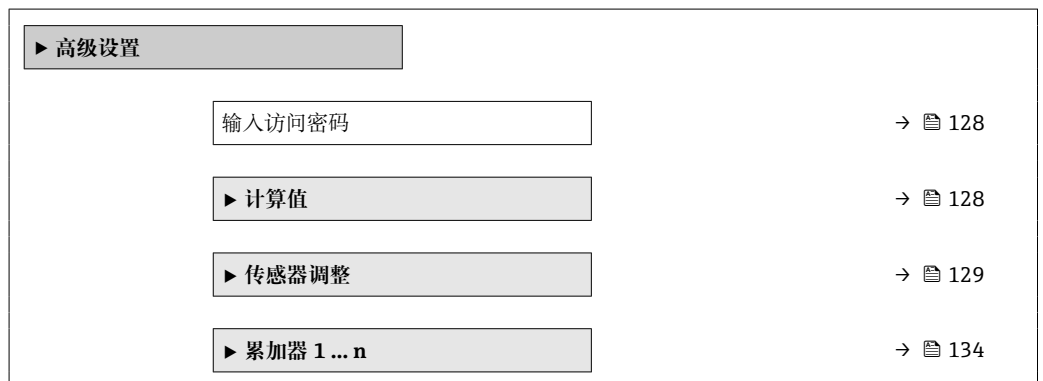 ▶ 高级设置
输入访问密码 → 🖺 128
▶ 计算值 → 🖺 128
▶ 传感器调整 → 🖺 129
▶ 累加器 1 … n → 🖺 134